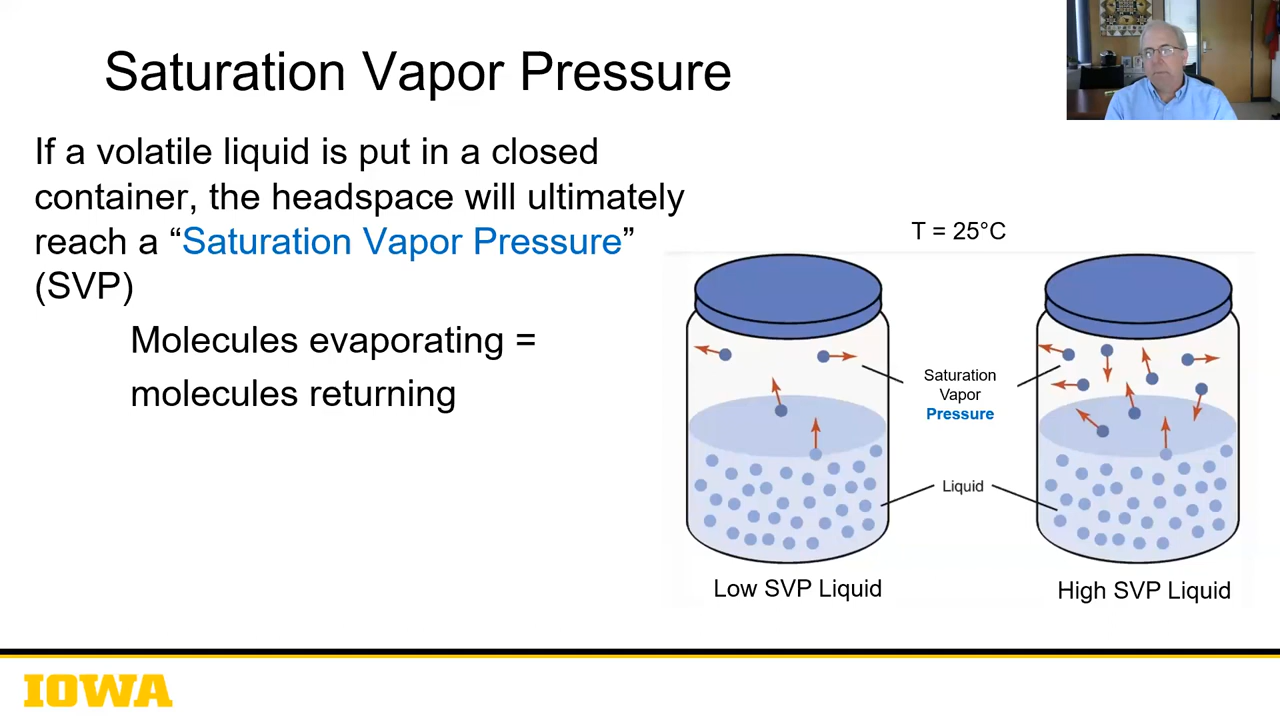 Saturation Vapor Pressure
If a volatile liquid is put in a closed
container, the headspace will ultimately
reach a “Saturation Vapor Pressure”
(SVP)
Molecules evaporating =
molecules returning
T = 25°C
Saturation
Vapor
Pressure
Liquid
Low SVP Liquid
High SVP Liquid
IOWA